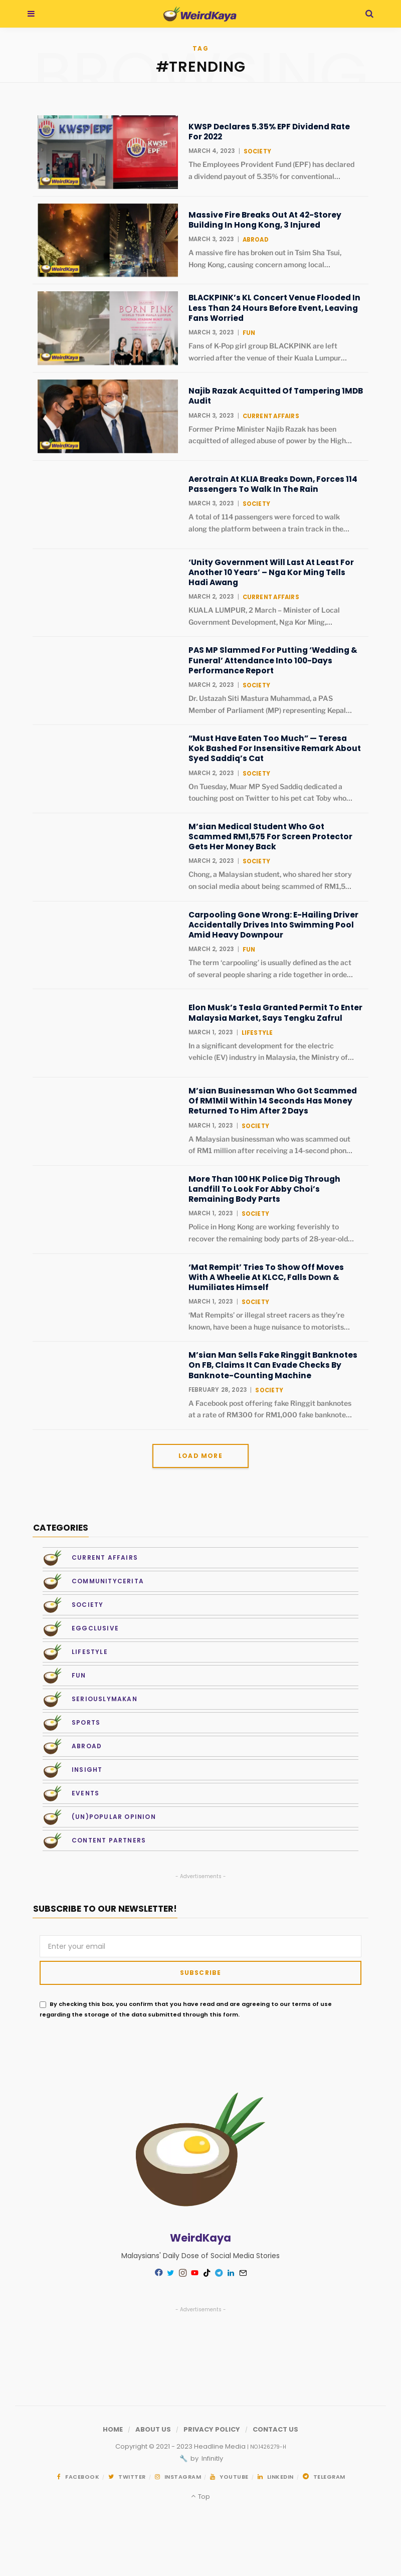 WeirdKaya
BROWSING
TAG
#TRENDING
KWSP EPF
KWSP
EPF
WeirdKaya
KWSP Declares 5.35% EPF Dividend Rate
For 2022
MARCH 4, 2023 | SOCIETY
The Employees Provident Fund (EPF) has declared
a dividend payout of 5.35% for conventional...
WeirdKaya
Massive Fire Breaks Out At 42-Storey
Building In Hong Kong, 3 Injured
MARCH 3, 2023 | ABROAD
A massive fire has broken out in Tsim Sha Tsui,
Hong Kong, causing concern among local...
BORN PINK
WeirdKaya
BLACKPINK's KL Concert Venue Flooded In
Less Than 24 Hours Before Event, Leaving
Fans Worried
MARCH 3, 2023 | FUN
Fans of K-Pop girl group BLACKPINK are left
worried after the venue of their Kuala Lumpur...
WeirdKaya
Najib Razak Acquitted Of Tampering 1MDB
Audit
MARCH 3, 2023 | CURRENT AFFAIRS
Former Prime Minister Najib Razak has been
acquitted of alleged abuse of power by the High...
Aerotrain At KLIA Breaks Down, Forces 114
Passengers To Walk In The Rain
MARCH 3, 2023 | SOCIETY
A total of 114 passengers were forced to walk
along the platform between a train track in the...
‘Unity Government Will Last At Least For
Another 10 Years’ – Nga Kor Ming Tells
Hadi Awang
MARCH 2, 2023 | CURRENT AFFAIRS
KUALA LUMPUR, 2 March – Minister of Local
Government Development, Nga Kor Ming,...
PAS MP Slammed For Putting ‘Wedding &
Funeral’ Attendance Into 100-Days
Performance Report
MARCH 2, 2023 | SOCIETY
Dr. Ustazah Siti Mastura Muhammad, a PAS
Member of Parliament (MP) representing Kepal...
“Must Have Eaten Too Much” — Teresa
Kok Bashed For Insensitive Remark About
Syed Saddiq’s Cat
MARCH 2, 2023 | SOCIETY
On Tuesday, Muar MP Syed Saddiq dedicated a
touching post on Twitter to his pet cat Toby who...
M’sian Medical Student Who Got
Scammed RM1,575 For Screen Protector
Gets Her Money Back
MARCH 2, 2023 | SOCIETY
Chong, a Malaysian student, who shared her story
on social media about being scammed of RM1,5...
Carpooling Gone Wrong: E-Hailing Driver
Accidentally Drives Into Swimming Pool
Amid Heavy Downpour
MARCH 2, 2023 | FUN
The term ‘carpooling’ is usually defined as the act
of several people sharing a ride together in orde...
Elon Musk’s Tesla Granted Permit To Enter
Malaysia Market, Says Tengku Zafrul
MARCH 1, 2023 | LIFESTYLE
In a significant development for the electric
vehicle (EV) industry in Malaysia, the Ministry of...
M’sian Businessman Who Got Scammed
Of RM1Mil Within 14 Seconds Has Money
Returned To Him After 2 Days
MARCH 1, 2023 | SOCIETY
A Malaysian businessman who was scammed out
of RM1 million after receiving a 14-second phon...
More Than 100 HK Police Dig Through
Landfill To Look For Abby Choi’s
Remaining Body Parts
MARCH 1, 2023 | SOCIETY
Police in Hong Kong are working feverishly to
recover the remaining body parts of 28-year-old...
‘Mat Rempit’ Tries To Show Off Moves
With A Wheelie At KLCC, Falls Down &
Humiliates Himself
MARCH 1, 2023 | SOCIETY
‘Mat Rempits’ or illegal street racers as they’re
known, have been a huge nuisance to motorists...
M’sian Man Sells Fake Ringgit Banknotes
On FB, Claims It Can Evade Checks By
Banknote-Counting Machine
FEBRUARY 28, 2023 | SOCIETY
A Facebook post offering fake Ringgit banknotes
at a rate of RM300 for RM1,000 fake banknote...
LOAD MORE
CATEGORIES
CURRENT AFFAIRS
COMMUNITYCERITA
SOCIETY
EGGCLUSIVE
LIFESTYLE
FUN
SERIOUSLYMAKAN
SPORTS
ABROAD
INSIGHT
EVENTS
(UN)POPULAR OPINION
CONTENT PARTNERS
- Advertisements -
SUBSCRIBE TO OUR NEWSLETTER!
Enter your email
SUBSCRIBE
By checking this box, you confirm that you have read and are agreeing to our terms of use
regarding the storage of the data submitted through this form.
WeirdKaya
Malaysians' Daily Dose of Social Media Stories
- Advertisements -
HOME / ABOUT US / PRIVACY POLICY / CONTACT US
Copyright © 2021 - 2023 Headline Media | NO.1428279-H
by Infinitly
FACEBOOK / TWITTER / INSTAGRAM / YOUTUBE / LINKEDIN / TELEGRAM
Top